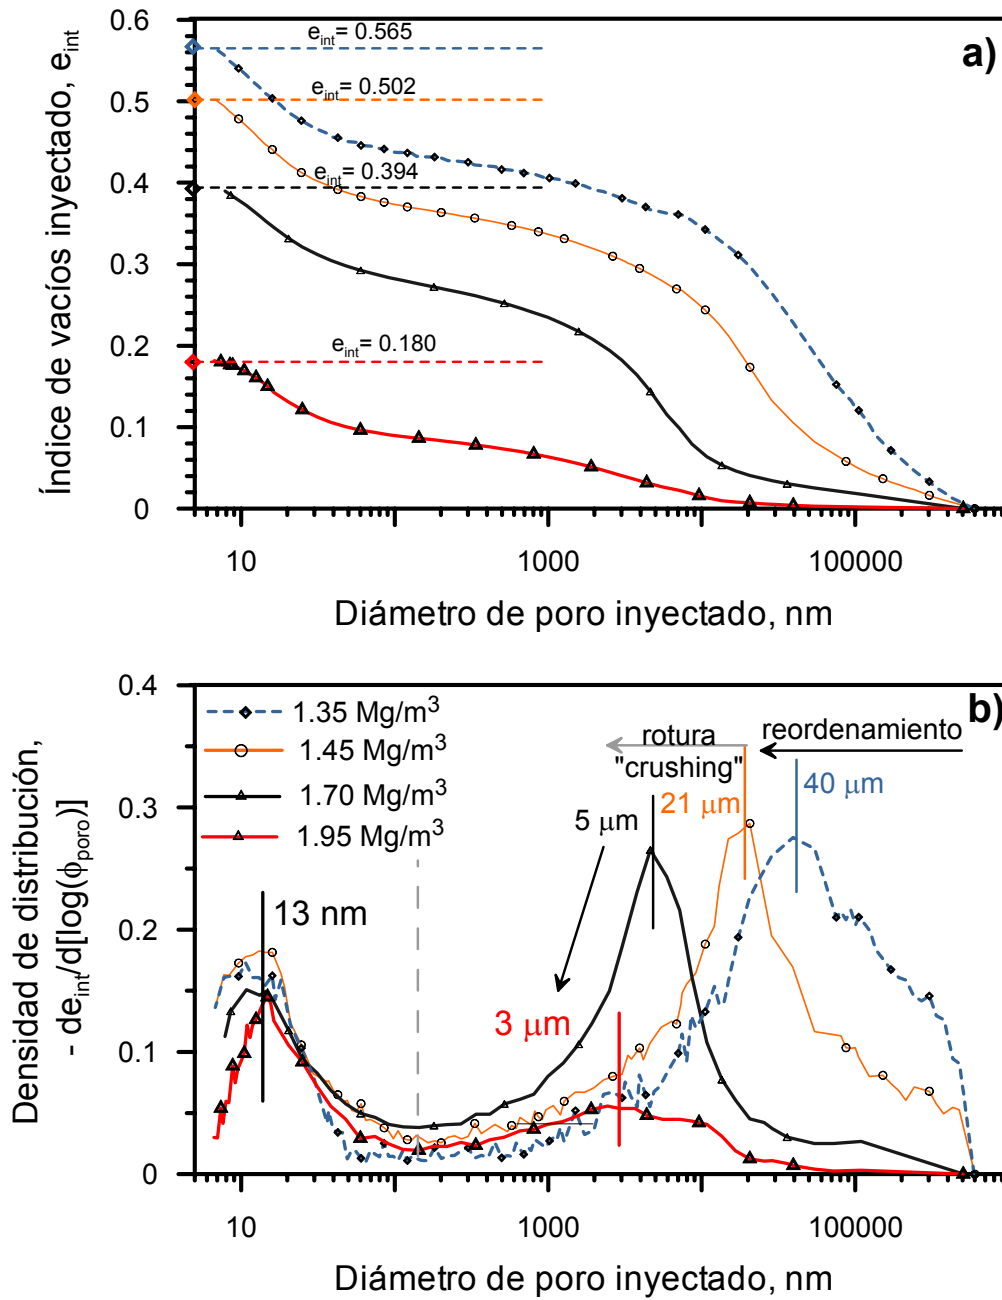 a)
0.6
0.5
0.4
0.3
0.2
0.1
0
Índice de vacíos inyectado, e_int
e_int= 0.565
e_int= 0.502
e_int= 0.394
e_int= 0.180
10
1000
100000
Diámetro de poro inyectado, nm
b)
0.4
0.3
0.2
0.1
0
Densidad de distribución,
- de_int/d[log(ϕ_poro)]
1.35 Mg/m³
1.45 Mg/m³
1.70 Mg/m³
1.95 Mg/m³
rotura
"crushing"
reordenamiento
40 μm
21 μm
5 μm
3 μm
13 nm
10
1000
100000
Diámetro de poro inyectado, nm